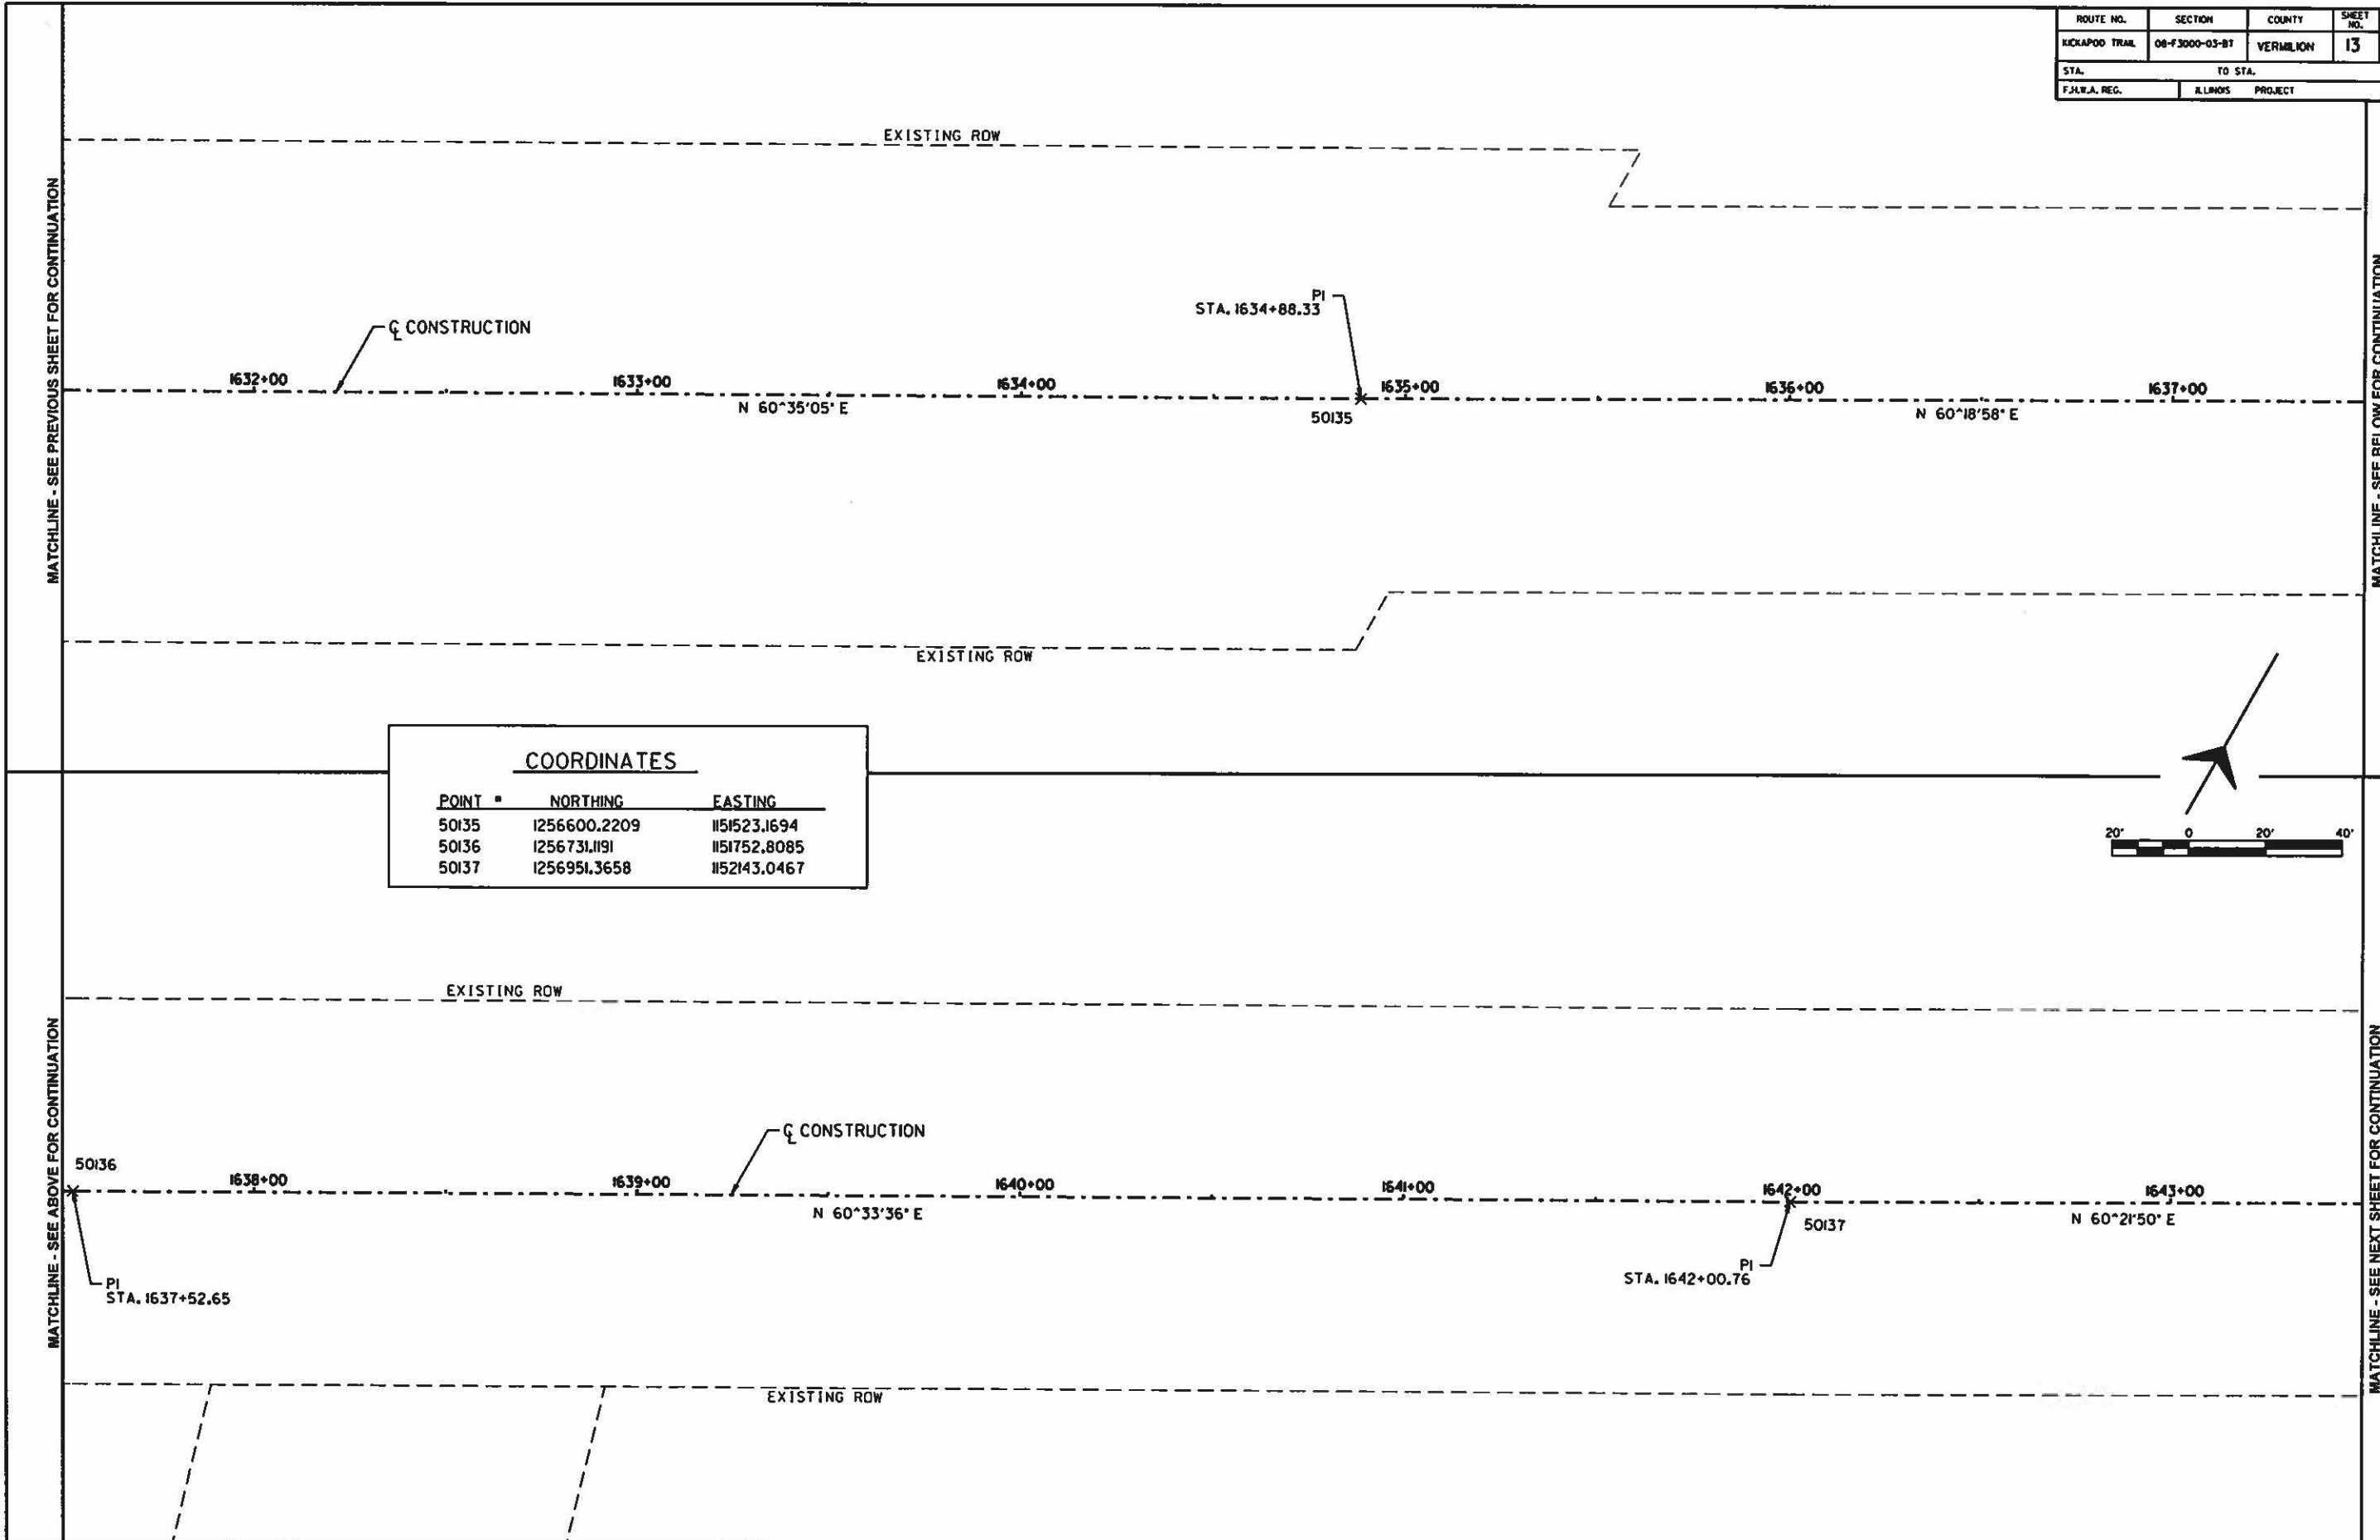 ROUTE NO. SECTION COUNTY SHEET NO.
KICKAPOO TRAIL 08-F3000-03-BT VERMILION 13
STA. TO STA.
F.H.W.A. REG. ILLINOIS PROJECT
EXISTING ROW
MATCHLINE - SEE PREVIOUS SHEET FOR CONTINUATION
MATCHLINE - SEE BELOW FOR CONTINUATION
PI
STA. 1634+88.33
℄ CONSTRUCTION
1632+00 1633+00 1634+00 1635+00 1636+00 1637+00
N 60^35'05" E 50135 N 60^18'58" E
EXISTING ROW
COORDINATES
POINT # NORTHING EASTING
50135 1256600.2209 1151523.1694
50136 1256731.1191 1151752.8085
50137 1256951.3658 1152143.0467
20' 0 20' 40'
EXISTING ROW
MATCHLINE - SEE ABOVE FOR CONTINUATION
MATCHLINE - SEE NEXT SHEET FOR CONTINUATION
℄ CONSTRUCTION
50136
1638+00 1639+00 1640+00 1641+00 1642+00 1643+00
N 60^33'36" E 50137 N 60^21'50" E
PI
STA. 1637+52.65
PI
STA. 1642+00.76
EXISTING ROW